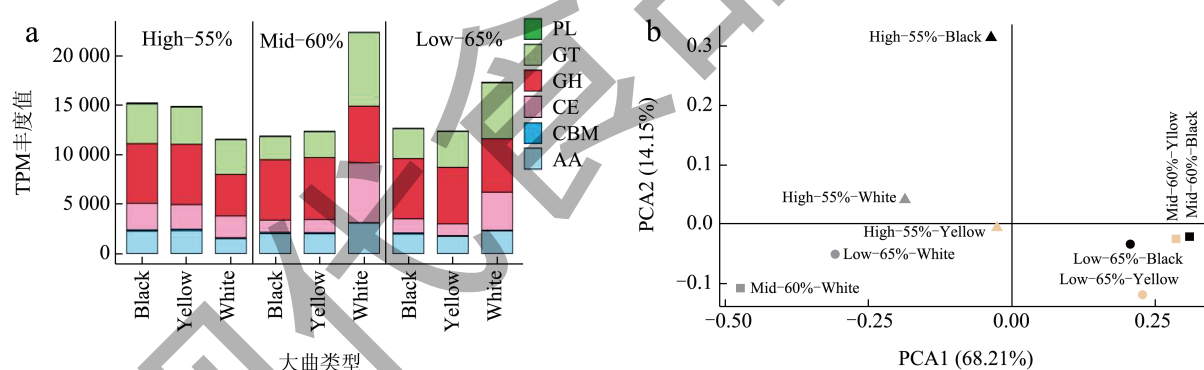 a
High-55%
Mid-60%
Low-65%
PL
GT
GH
CE
CBM
AA
20 000
15 000
10 000
5 000
0
TPM丰度值
Black
Yellow
White
Black
Yellow
White
Black
Yellow
White
大曲类型
b
High-55%-Black
High-55%-White
High-55%-Yellow
Low-65%-White
Mid-60%-White
Mid-60%-Yllow
Mid-60%-Black
Low-65%-Black
Low-65%-Yellow
0.3
0.2
0.1
0.0
−0.1
PCA2 (14.15%)
−0.50
−0.25
0.00
0.25
PCA1 (68.21%)